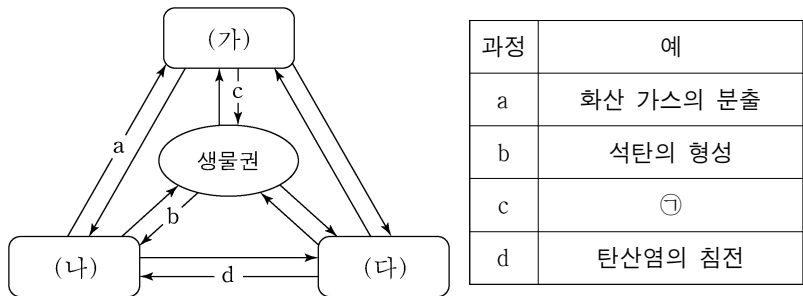 (가)
c
a
생물권
b
(나)
d
(다)
과정 예
a 화산 가스의 분출
b 석탄의 형성
c ㉠
d 탄산염의 침전